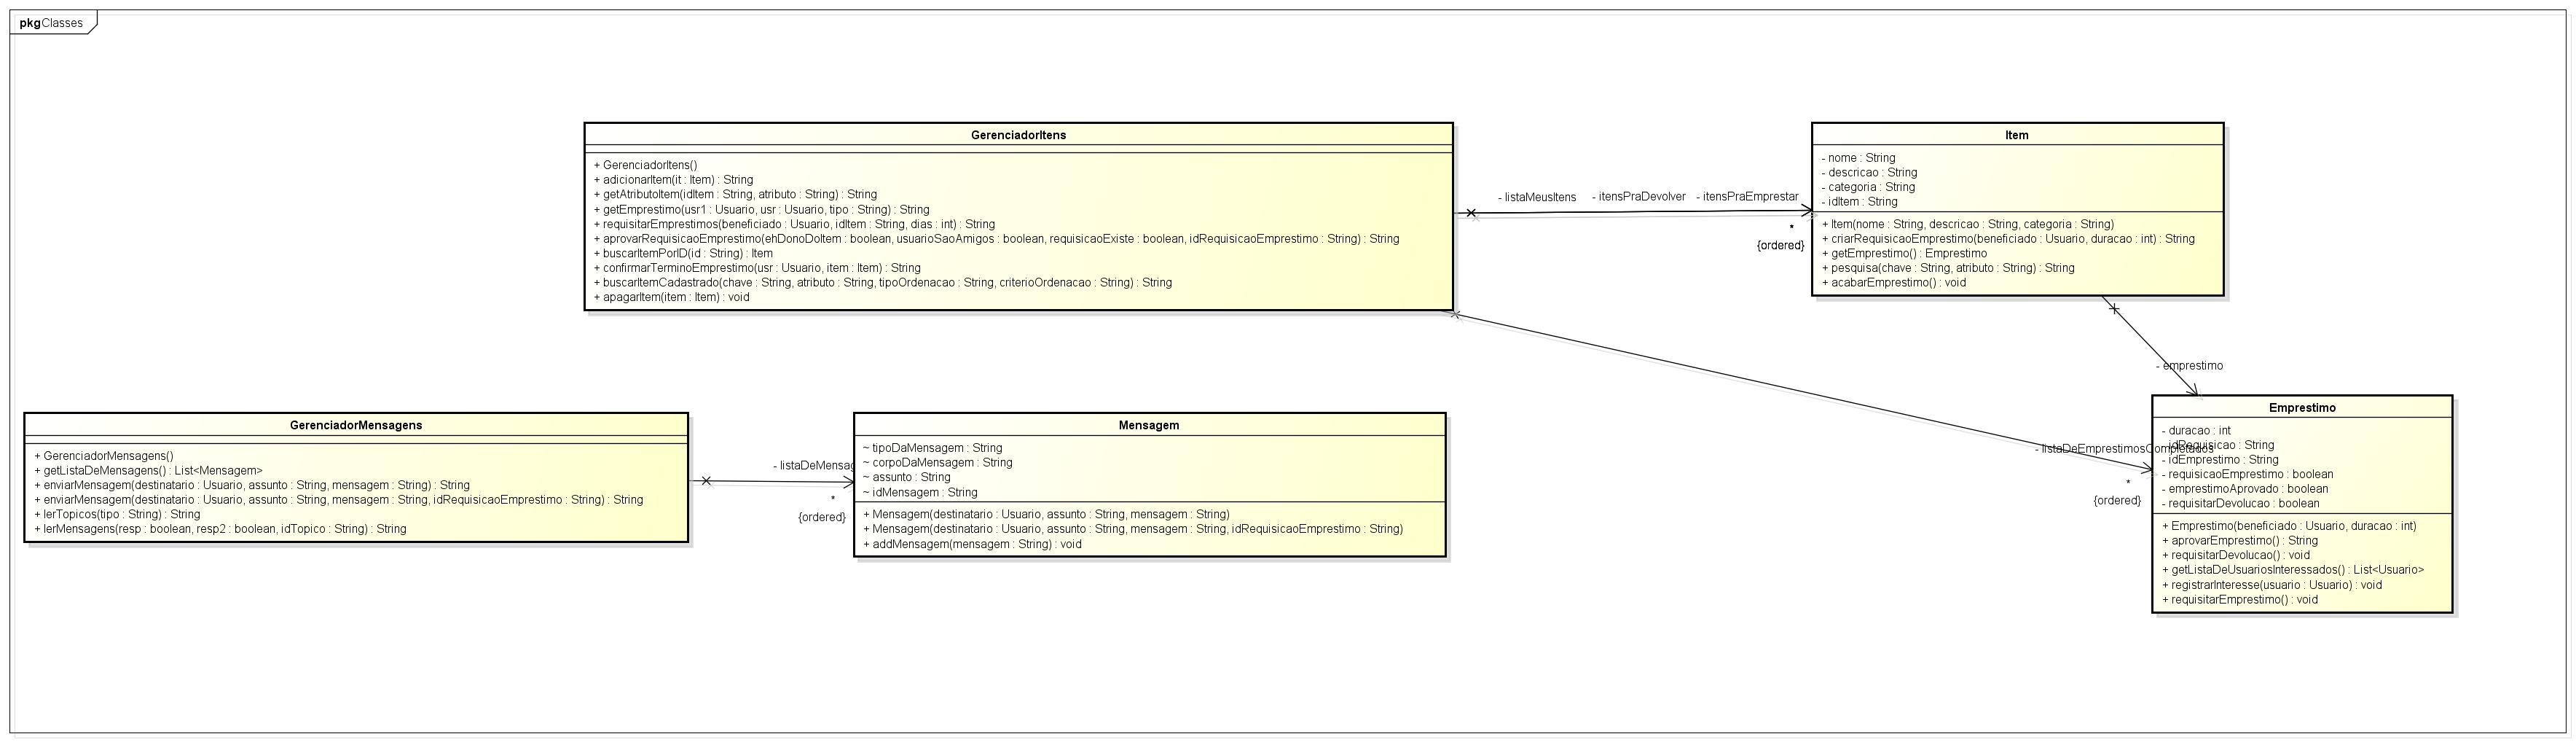 pkg Classes
GerenciadorItens
+ GerenciadorItens()
+ adicionarItem(it : Item) : String
+ getAtributoItem(idItem : String, atributo : String) : String
+ getEmprestimo(usr1 : Usuario, usr : Usuario, tipo : String) : String
+ requisitarEmprestimos(beneficiado : Usuario, idItem : String, dias : int) : String
+ aprovarRequisicaoEmprestimo(ehDonoDoItem : boolean, usuarioSaoAmigos : boolean, requisicaoExiste : boolean, idRequisicaoEmprestimo : String) : String
+ buscarItemPorID(id : String) : Item
+ confirmarTerminoEmprestimo(usr : Usuario, item : Item) : String
+ buscarItemCadastrado(chave : String, atributo : String, tipoOrdenacao : String, criterioOrdenacao : String) : String
+ apagarItem(item : Item) : void
- listaMeusItens - itensPraDevolver - itensPraEmprestar
*
{ordered}
Item
- nome : String
- descricao : String
- categoria : String
- idItem : String
+ Item(nome : String, descricao : String, categoria : String)
+ criarRequisicaoEmprestimo(beneficiado : Usuario, duracao : int) : String
+ getEmprestimo() : Emprestimo
+ pesquisa(chave : String, atributo : String) : String
+ acabarEmprestimo() : void
- emprestimo
GerenciadorMensagens
+ GerenciadorMensagens()
+ getListaDeMensagens() : List<Mensagem>
+ enviarMensagem(destinatario : Usuario, assunto : String, mensagem : String) : String
+ enviarMensagem(destinatario : Usuario, assunto : String, mensagem : String, idRequisicaoEmprestimo : String) : String
+ lerTopicos(tipo : String) : String
+ lerMensagens(resp : boolean, resp2 : boolean, idTopico : String) : String
- listaDeMensag
*
{ordered}
Mensagem
~ tipoDaMensagem : String
~ corpoDaMensagem : String
~ assunto : String
~ idMensagem : String
+ Mensagem(destinatario : Usuario, assunto : String, mensagem : String)
+ Mensagem(destinatario : Usuario, assunto : String, mensagem : String, idRequisicaoEmprestimo : String)
+ addMensagem(mensagem : String) : void
- listaDeEmprestimosCompletados
*
{ordered}
Emprestimo
- duracao : int
- idRequisicao : String
- idEmprestimo : String
- requisicaoEmprestimo : boolean
- emprestimoAprovado : boolean
- requisitarDevolucao : boolean
+ Emprestimo(beneficiado : Usuario, duracao : int)
+ aprovarEmprestimo() : String
+ requisitarDevolucao() : void
+ getListaDeUsuariosInteressados() : List<Usuario>
+ registrarInteresse(usuario : Usuario) : void
+ requisitarEmprestimo() : void